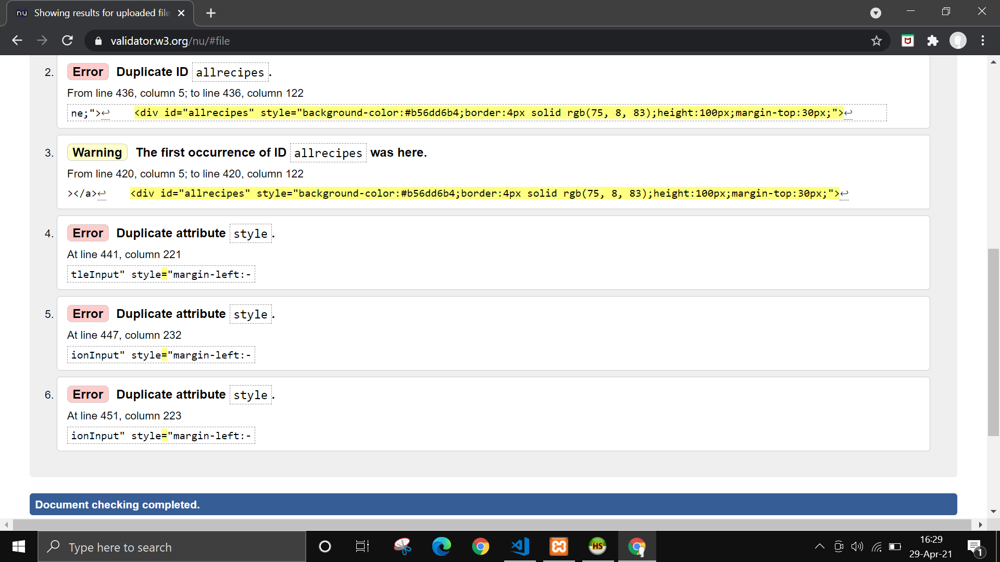 nu Showing results for uploaded file
validator.w3.org/nu/#file
2. Error Duplicate ID allrecipes.
From line 436, column 5; to line 436, column 122
ne;">↩ <div id="allrecipes" style="background-color:#b56dd6b4;border:4px solid rgb(75, 8, 83);height:100px;margin-top:30px;">↩
3. Warning The first occurrence of ID allrecipes was here.
From line 420, column 5; to line 420, column 122
></a>↩ <div id="allrecipes" style="background-color:#b56dd6b4;border:4px solid rgb(75, 8, 83);height:100px;margin-top:30px;">↩
4. Error Duplicate attribute style.
At line 441, column 221
tleInput" style="margin-left:-
5. Error Duplicate attribute style.
At line 447, column 232
ionInput" style="margin-left:-
6. Error Duplicate attribute style.
At line 451, column 223
ionInput" style="margin-left:-
Document checking completed.
Type here to search
HS
16:29
29-Apr-21
1